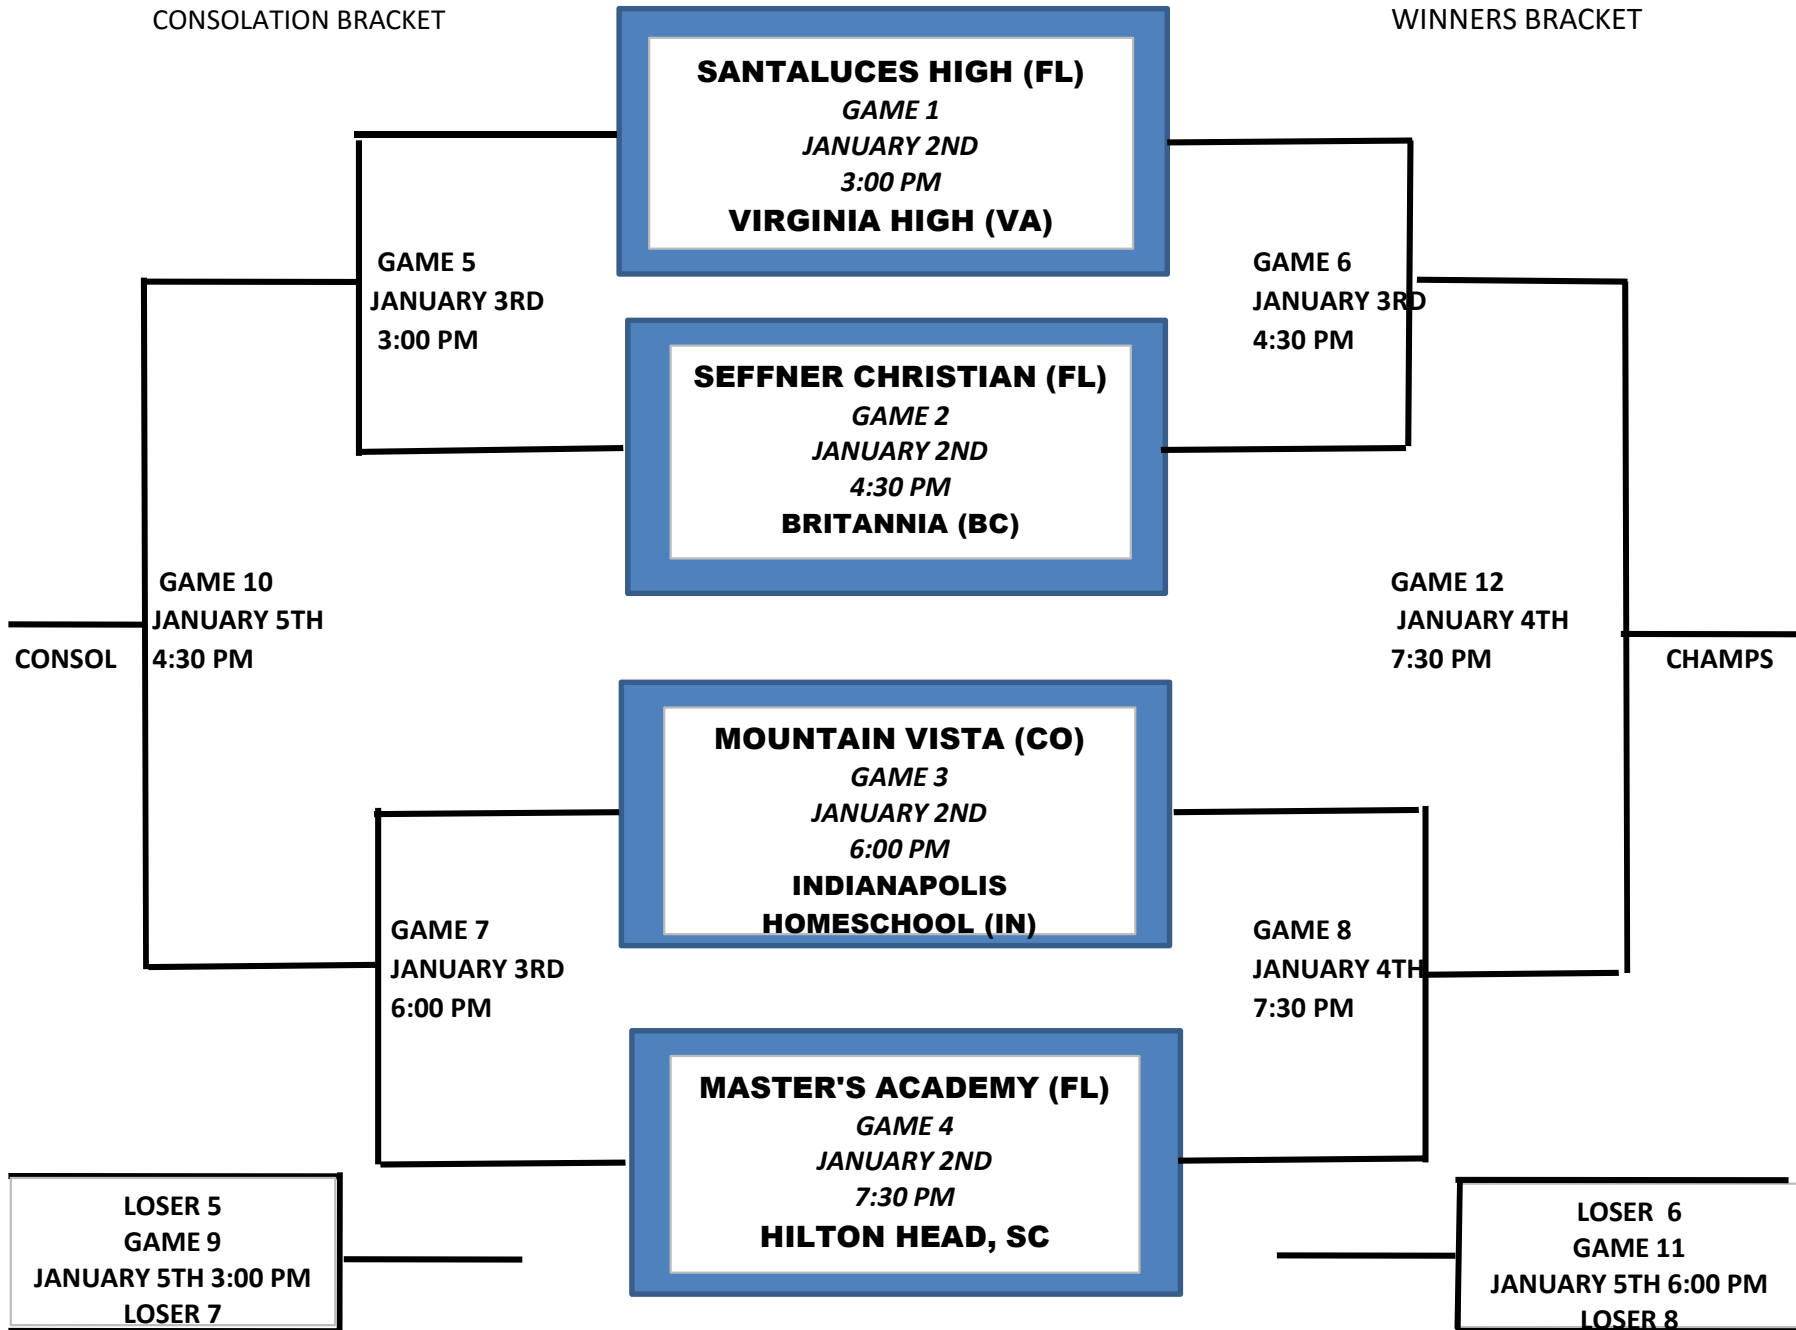 CONSOLATION BRACKET
WINNERS BRACKET
SANTALUCES HIGH (FL)
GAME 1
JANUARY 2ND
3:00 PM
VIRGINIA HIGH (VA)
GAME 5
JANUARY 3RD
3:00 PM
GAME 6
JANUARY 3RD
4:30 PM
SEFFNER CHRISTIAN (FL)
GAME 2
JANUARY 2ND
4:30 PM
BRITANNIA (BC)
GAME 10
JANUARY 5TH
4:30 PM
CONSOL
GAME 12
JANUARY 4TH
7:30 PM
CHAMPS
MOUNTAIN VISTA (CO)
GAME 3
JANUARY 2ND
6:00 PM
INDIANAPOLIS
HOMESCHOOL (IN)
GAME 7
JANUARY 3RD
6:00 PM
GAME 8
JANUARY 4TH
7:30 PM
MASTER'S ACADEMY (FL)
GAME 4
JANUARY 2ND
7:30 PM
HILTON HEAD, SC
LOSER 5
GAME 9
JANUARY 5TH 3:00 PM
LOSER 7
LOSER 6
GAME 11
JANUARY 5TH 6:00 PM
LOSER 8